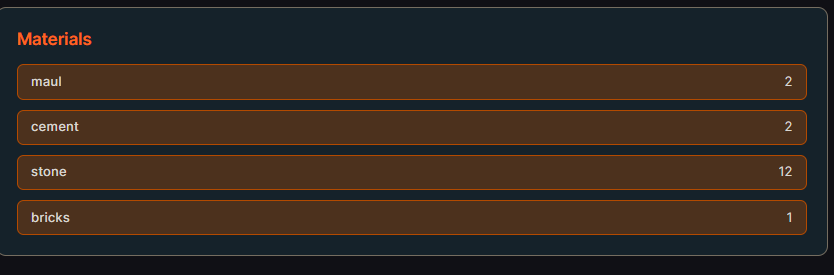 Materials
maul 2
cement 2
stone 12
bricks 1